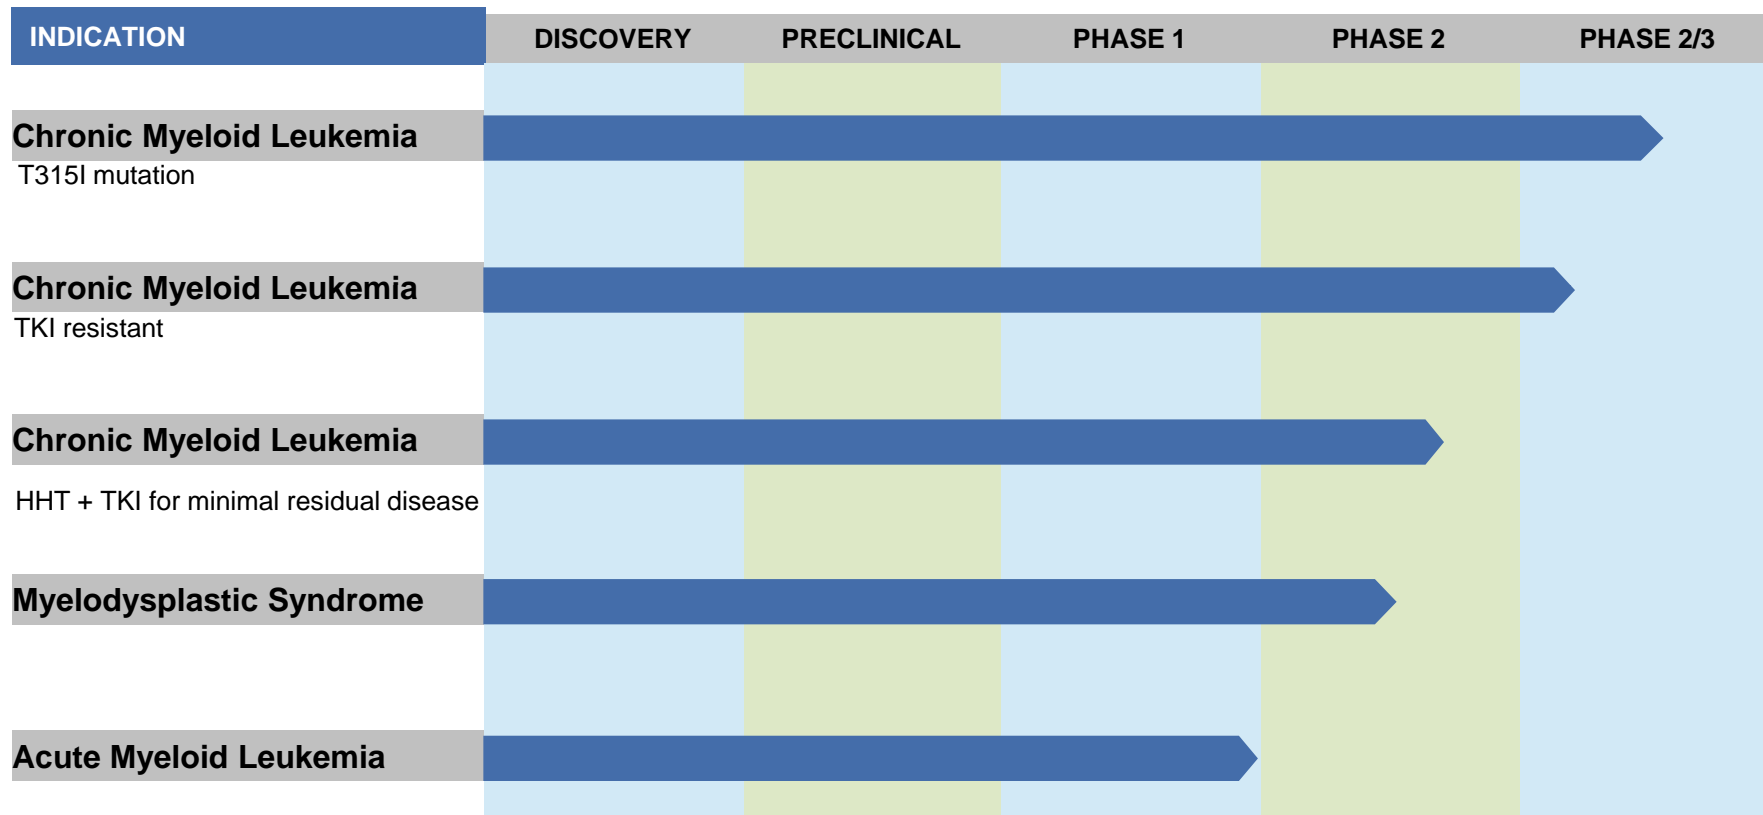 INDICATION DISCOVERY PRECLINICAL PHASE 1 PHASE 2 PHASE 2/3
Chronic Myeloid Leukemia
T315I mutation
Chronic Myeloid Leukemia
TKI resistant
Chronic Myeloid Leukemia
HHT + TKI for minimal residual disease
Myelodysplastic Syndrome
Acute Myeloid Leukemia